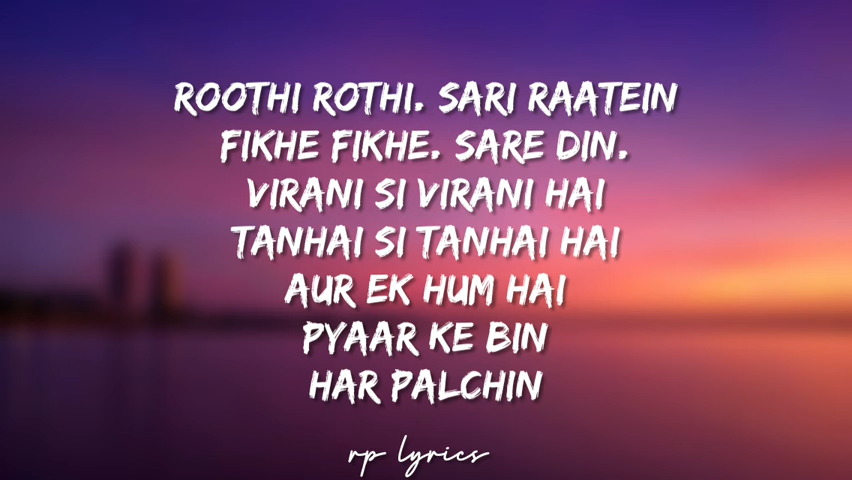 ROOTHI ROTHI. SARI RAATEIN
FIKHE FIKHE. SARE DIN.
VIRANI SI VIRANI HAI
TANHAI SI TANHAI HAI
AUR EK HUM HAI
PYAAR KE BIN
HAR PALCHIN
rp lyrics